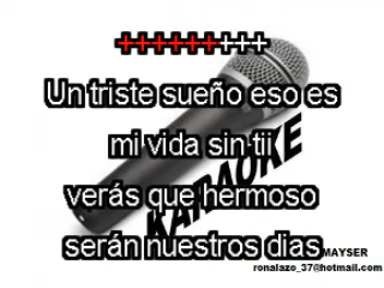 +++++++++
Un triste sueño eso es
mi vida sin tii
verás que hermoso
serán nuestros dias
KARAOKE
MAYSER
ronalazo_37@hotmail.com